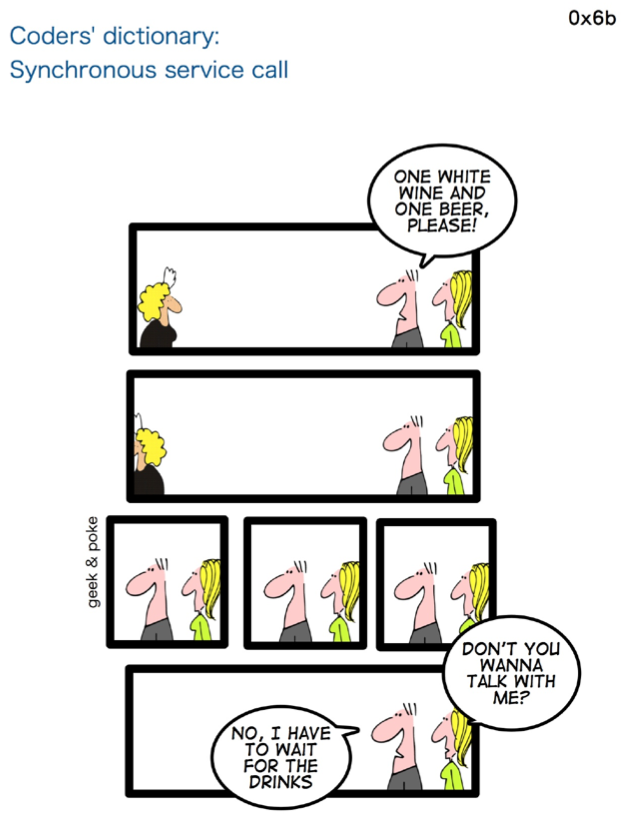 0x6b
Coders' dictionary:
Synchronous service call
ONE WHITE
WINE AND
ONE BEER,
PLEASE!
geek & poke
DON'T YOU
WANNA
TALK WITH
ME?
NO, I HAVE
TO WAIT
FOR THE
DRINKS